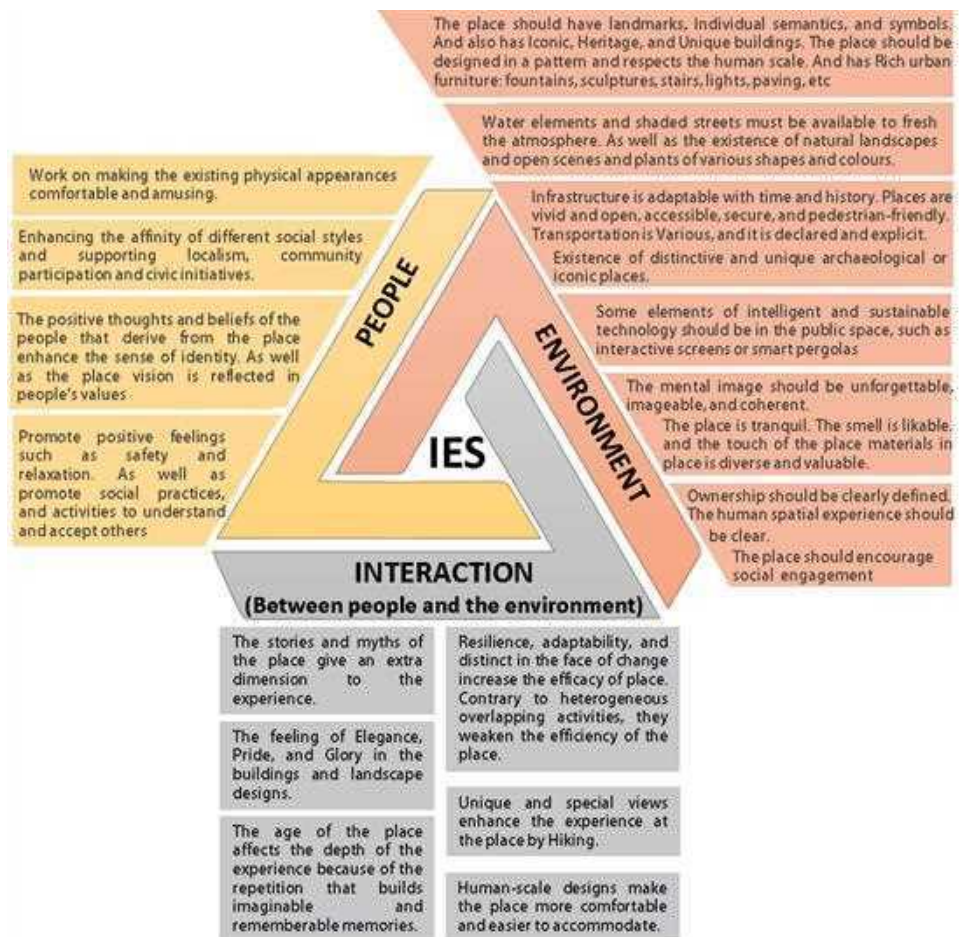 The place should have landmarks, Individual semantics, and symbols.
And also has Iconic, Heritage, and Unique buildings. The place should be
designed in a pattern and respects the human scale. And has Rich urban
furniture: fountains, sculptures, stairs, lights, paving, etc
Water elements and shaded streets must be available to fresh
the atmosphere. As well as the existence of natural landscapes
and open scenes and plants of various shapes and colours.
Infrastructure is adaptable with time and history. Places are
vivid and open, accessible, secure, and pedestrian-friendly.
Transportation is Various, and it is declared and explicit.
Existence of distinctive and unique archaeological or
iconic places.
Some elements of intelligent and sustainable
technology should be in the public space, such as
interactive screens or smart pergolas
The mental image should be unforgettable,
imageable, and coherent.
The place is tranquil. The smell is likable,
and the touch of the place materials in
place is diverse and valuable.
Ownership should be clearly defined.
The human spatial experience should
be clear.
The place should encourage
social engagement
Work on making the existing physical appearances
comfortable and amusing.
Enhancing the affinity of different social styles
and supporting localism, community
participation and civic initiatives.
The positive thoughts and beliefs of the
people that derive from the place
enhance the sense of identity. As well
as the place vision is reflected in
people's values
Promote positive feelings
such as safety and
relaxation. As well as
promote social practices,
and activities to understand
and accept others
PEOPLE
ENVIRONMENT
IES
INTERACTION
(Between people and the environment)
The stories and myths of
the place give an extra
dimension to the
experience.
The feeling of Elegance,
Pride, and Glory in the
buildings and landscape
designs.
The age of the place
affects the depth of the
experience because of the
repetition that builds
imaginable and
rememberable memories.
Resilience, adaptability, and
distinct in the face of change
increase the efficacy of place.
Contrary to heterogeneous
overlapping activities, they
weaken the efficiency of the
place.
Unique and special views
enhance the experience at
the place by Hiking.
Human-scale designs make
the place more comfortable
and easier to accommodate.